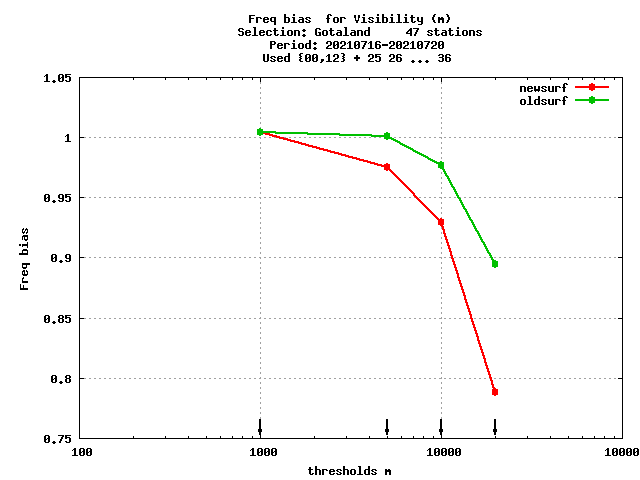 Freq bias  for Visibility (m)
Selection: Gotaland     47 stations
Period: 20210716-20210720
Used {00,12} + 25 26 ... 36
newsurf
oldsurf
1.05
1
0.95
0.9
0.85
0.8
0.75
Freq bias
100
1000
10000
10000
thresholds m